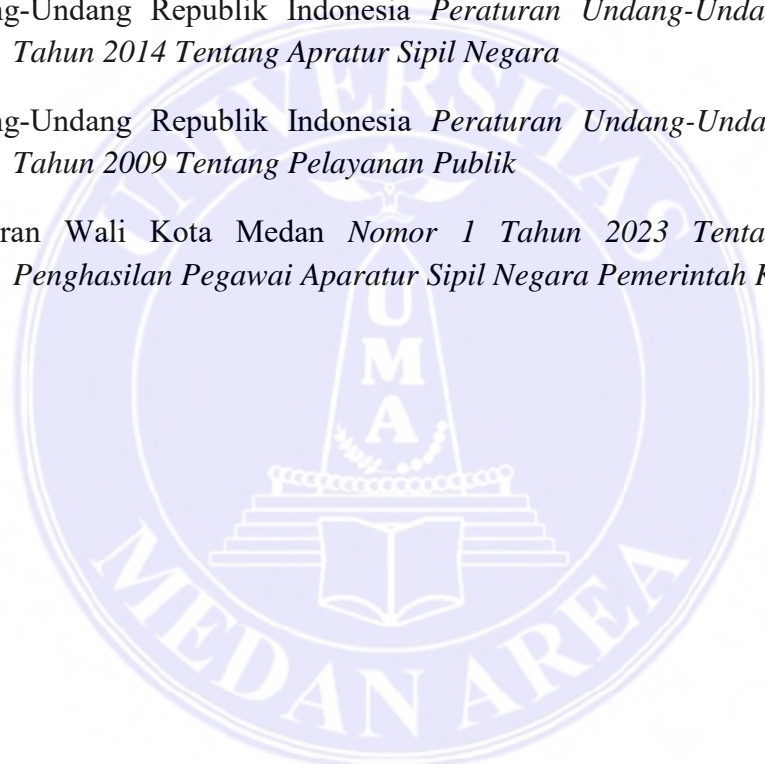 ng-Undang Republik Indonesia Peraturan Undang-Unda
Tahun 2014 Tentang Apratur Sipil Negara
ng-Undang Republik Indonesia Peraturan Undang-Unda
Tahun 2009 Tentang Pelayanan Publik
ran Wali Kota Medan Nomor 1 Tahun 2023 Tenta
Penghasilan Pegawai Aparatur Sipil Negara Pemerintah K
UNIVERSITAS
UMA
MEDAN AREA